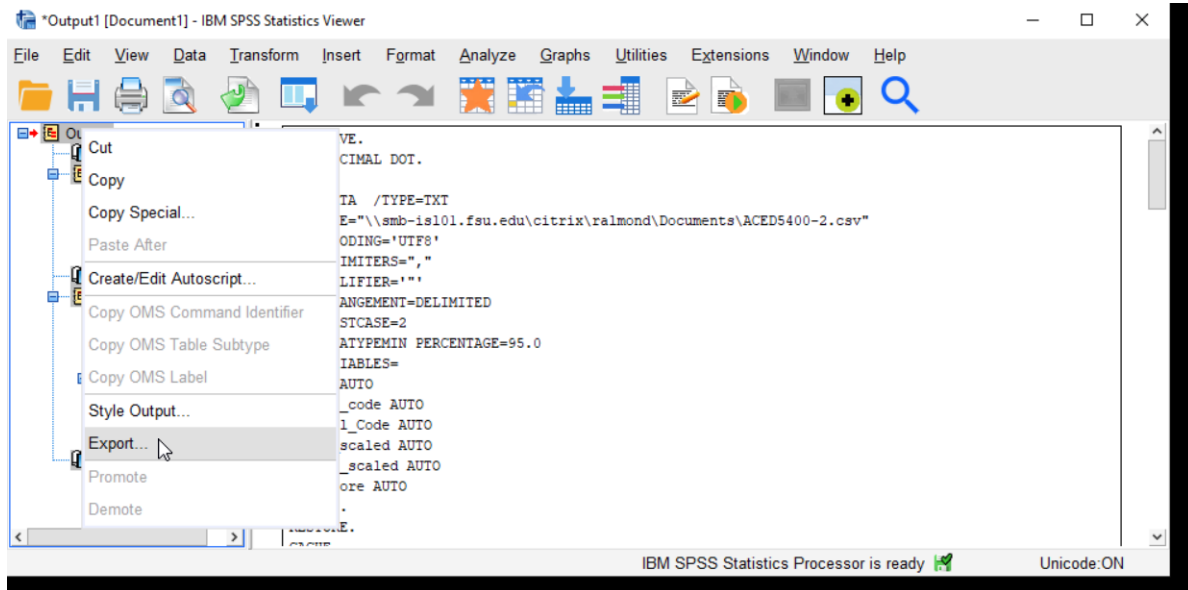 *Output1 [Document1] - IBM SPSS Statistics Viewer
File Edit View Data Transform Insert Format Analyze Graphs Utilities Extensions Window Help
Cut
Copy
Copy Special...
Paste After
Create/Edit Autoscript...
Copy OMS Command Identifier
Copy OMS Table Subtype
Copy OMS Label
Style Output...
Export...
Promote
Demote
VE.
CIMAL DOT.
TA /TYPE=TXT
E="\\smb-isl01.fsu.edu\citrix\ralmond\Documents\ACED5400-2.csv"
ODING='UTF8'
IMITERS=","
LIFIER='"'
ANGEMENT=DELIMITED
STCASE=2
ATYPEMIN PERCENTAGE=95.0
IABLES=
AUTO
_code AUTO
l_Code AUTO
scaled AUTO
_scaled AUTO
ore AUTO
.
IBM SPSS Statistics Processor is ready
Unicode:ON